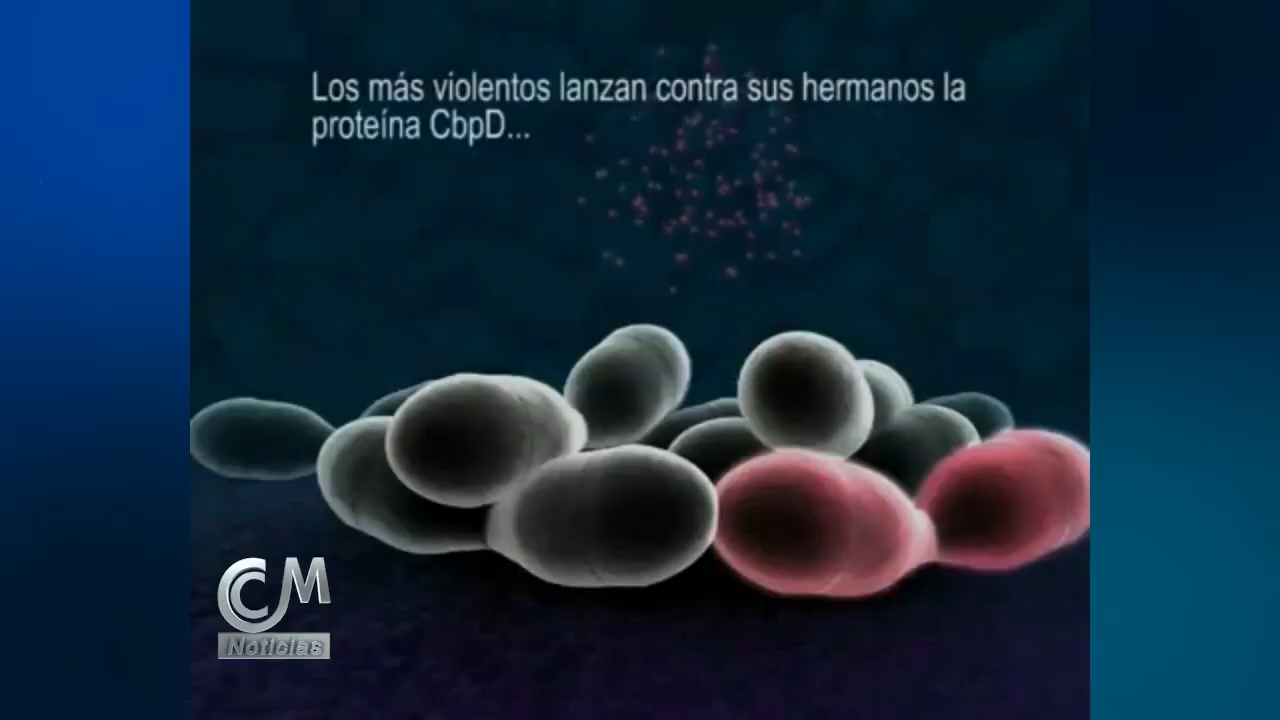 Los más violentos lanzan contra sus hermanos la
proteína CbpD...
CM
Noticias